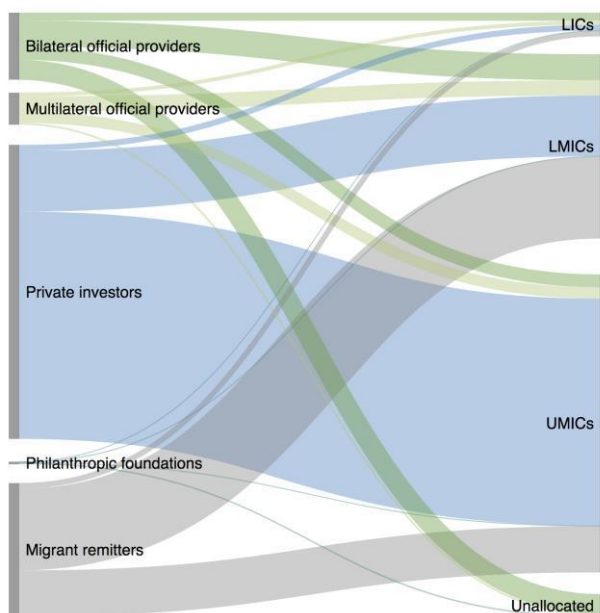 Bilateral official providers
Multilateral official providers
Private investors
Philanthropic foundations
Migrant remitters
LICs
LMICs
UMICs
Unallocated